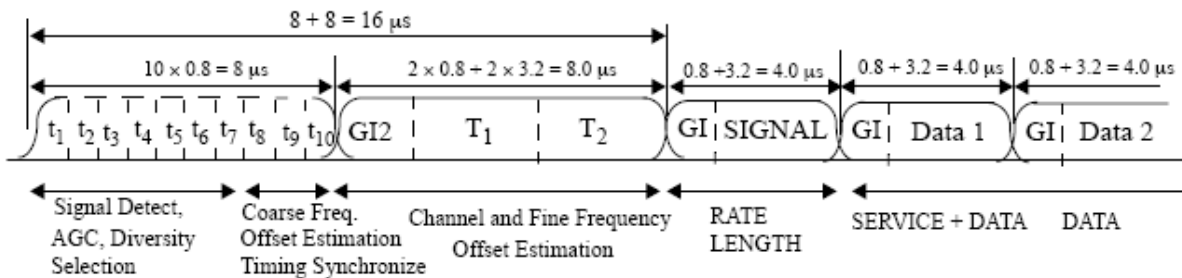 8 + 8 = 16 μs
10 × 0.8 = 8 μs
2 × 0.8 + 2 × 3.2 = 8.0 μs
0.8 +3.2 = 4.0 μs
0.8 + 3.2 = 4.0 μs
0.8 + 3.2 = 4.0 μs
t1 t2 t3 t4 t5 t6 t7 t8 t9 t10 GI2 T1 T2 GI SIGNAL GI Data 1 GI Data 2
Signal Detect,
AGC, Diversity
Selection
Coarse Freq.
Offset Estimation
Timing Synchronize
Channel and Fine Frequency
Offset Estimation
RATE
LENGTH
SERVICE + DATA
DATA